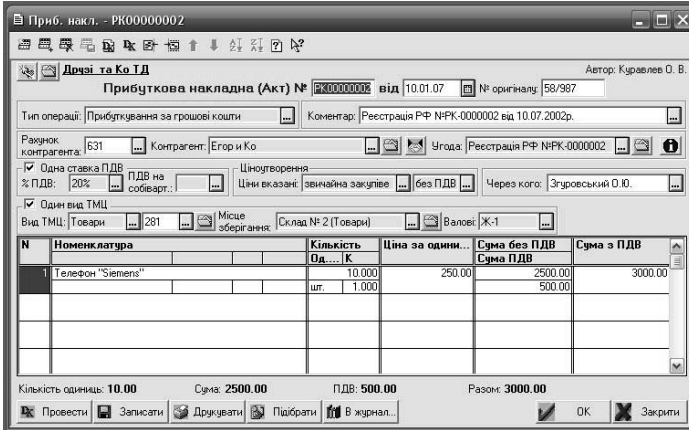 Приб. накл. - РК00000002
Друзі та Ко ТД
Автор: Куравлев О. В.
Прибуткова накладна (Акт) № РК00000002 від 10.01.07 № оригіналу: 58/987
Тип операції: Прибуткування за грошові кошти ... Коментар: Реєстрація РФ №РК-0000002 від 10.07.2002р. ...
Рахунок контрагента: 631 ... Контрагент: Егор и Ко ... Угода: Реєстрація РФ №РК-0000002 ...
Одна ставка ПДВ Ціноутворення
% ПДВ: 20% ... ПДВ на собіварт.: ... Ціни вказані: звичайна закупіве ... без ПДВ ... Через кого: Згуровський О.Ю. ...
Один вид ТМЦ
Вид ТМЦ: Товари ... 281 ... Місце зберігання: Склад № 2 (Товари) ... Валові: Ж-1 ...
N Номенклатура Кількість Ціна за одини... Сума без ПДВ Сума з ПДВ
Од.... К Сума ПДВ
1 Телефон "Siemens" 10.000 250.00 2500.00 3000.00
шт. 1.000 500.00
Кількість одиниць: 10.00 Сума: 2500.00 ПДВ: 500.00 Разом: 3000.00
Провести Записати Друкувати Підібрати В журнал... OK Закрити